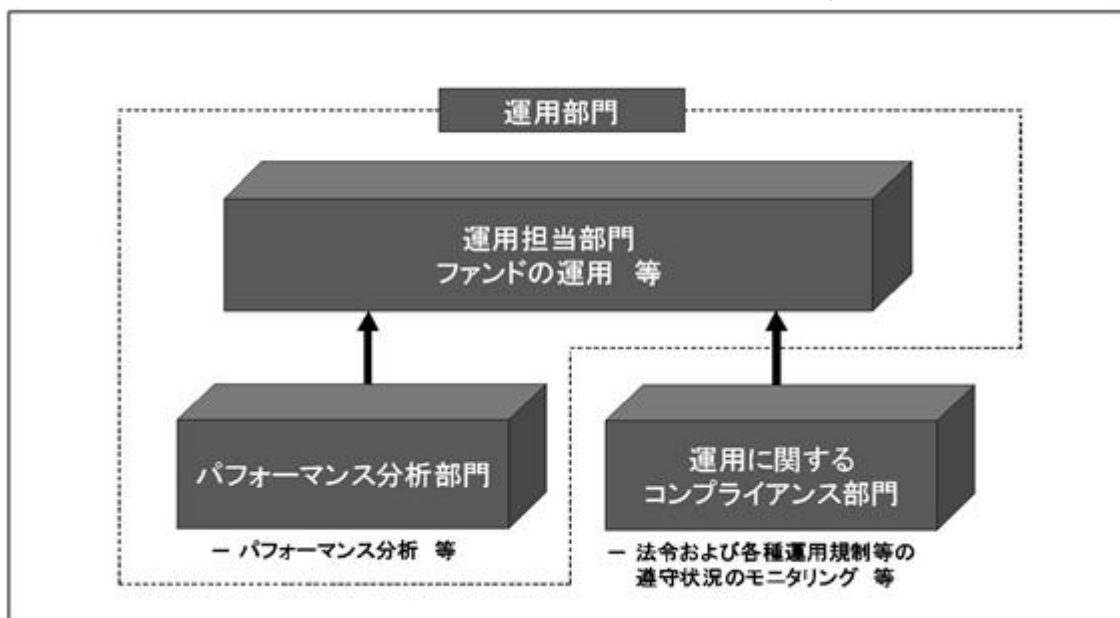 運用部門
運用担当部門
ファンドの運用 等
パフォーマンス分析部門
− パフォーマンス分析 等
運用に関する
コンプライアンス部門
− 法令および各種運用規制等の
遵守状況のモニタリング 等